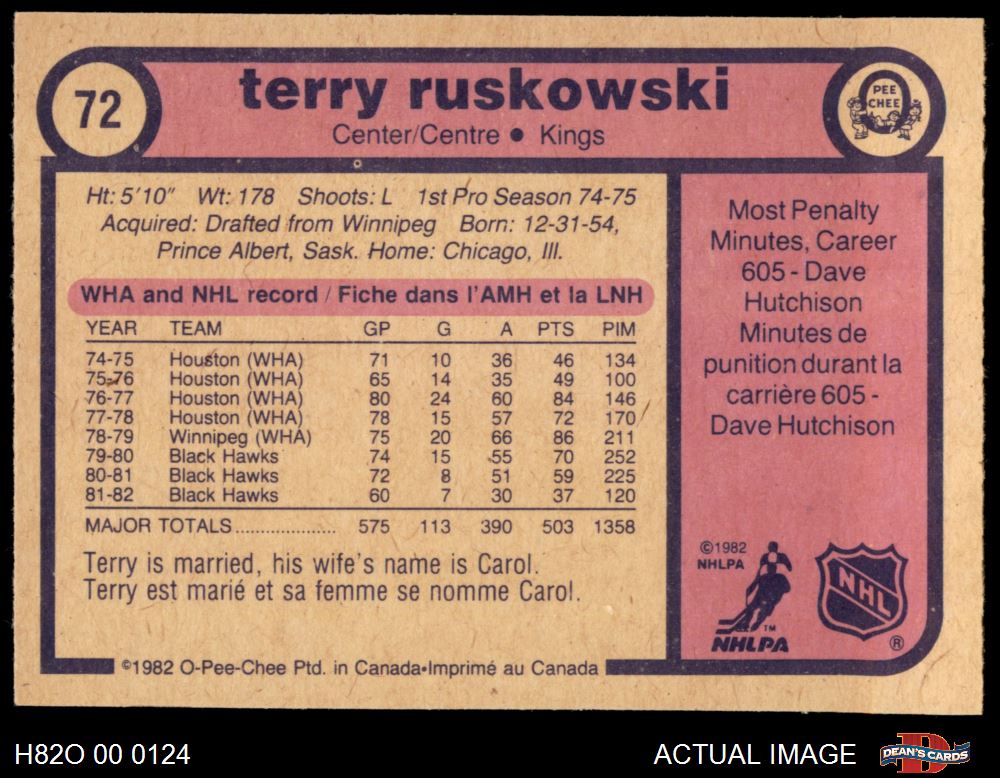 72
terry ruskowski
Center/Centre ● Kings
O
PEE
CHEE
Ht: 5'10" Wt: 178 Shoots: L 1st Pro Season 74-75
Acquired: Drafted from Winnipeg Born: 12-31-54,
Prince Albert, Sask. Home: Chicago, Ill.
WHA and NHL record / Fiche dans l'AMH et la LNH
YEAR TEAM GP G A PTS PIM
74-75 Houston (WHA) 71 10 36 46 134
75-76 Houston (WHA) 65 14 35 49 100
76-77 Houston (WHA) 80 24 60 84 146
77-78 Houston (WHA) 78 15 57 72 170
78-79 Winnipeg (WHA) 75 20 66 86 211
79-80 Black Hawks 74 15 55 70 252
80-81 Black Hawks 72 8 51 59 225
81-82 Black Hawks 60 7 30 37 120
MAJOR TOTALS.................... 575 113 390 503 1358
Terry is married, his wife's name is Carol.
Terry est marié et sa femme se nomme Carol.
Most Penalty
Minutes, Career
605 - Dave
Hutchison
Minutes de
punition durant la
carrière 605 -
Dave Hutchison
©1982
NHLPA
TM
NHLPA
NHL
®
©1982 O-Pee-Chee Ptd. in Canada•Imprimé au Canada
H82O 00 0124
ACTUAL IMAGE
D
DEAN'S CARDS